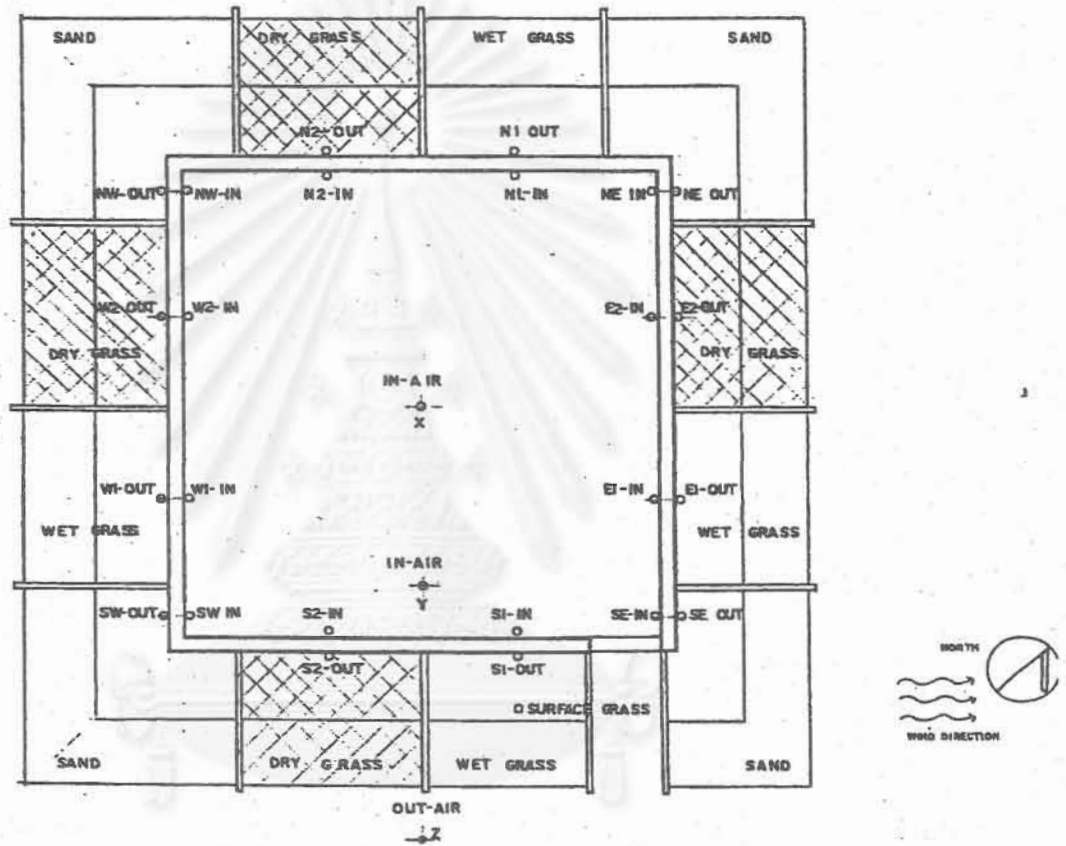 SAND DRY GRASS WET GRASS SAND
N2-OUT N1 OUT
NW-OUT NW-IN N2-IN N1-IN NE IN NE OUT
W2-OUT W2-IN E2-IN E2-OUT
DRY GRASS DRY GRASS
IN-AIR
X
W1-OUT W1-IN E1-IN E1-OUT
WET GRASS WET GRASS
IN-AIR
Y
SW-OUT SW IN S2-IN S1-IN SE-IN SE OUT
S2-OUT S1-OUT
SURFACE GRASS
NORTH
WIND DIRECTION
SAND DRY GRASS WET GRASS SAND
OUT-AIR
Z